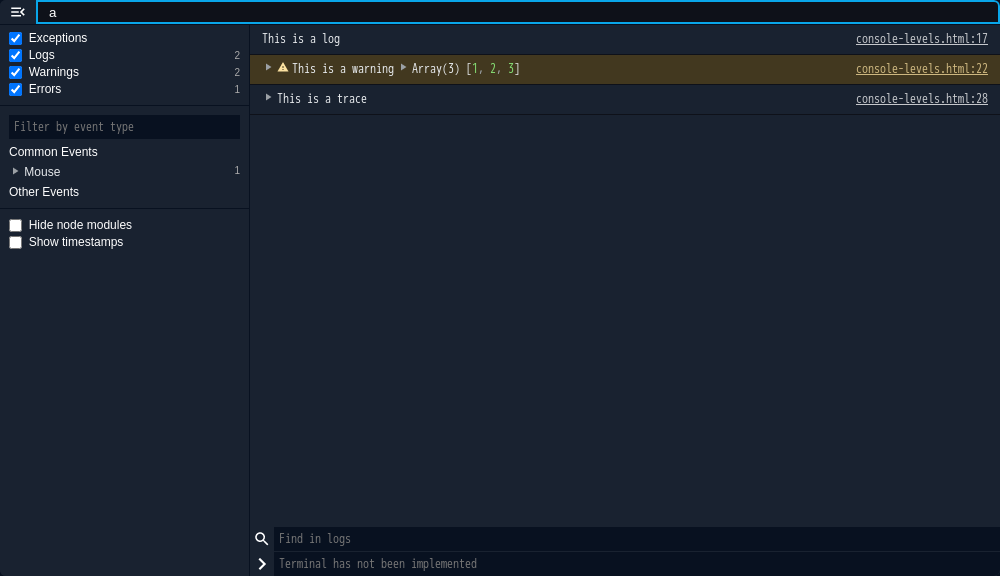 a
Exceptions
Logs 2
Warnings 2
Errors 1
Filter by event type
Common Events
Mouse 1
Other Events
Hide node modules
Show timestamps
This is a log console-levels.html:17
This is a warning Array(3) [1, 2, 3] console-levels.html:22
This is a trace console-levels.html:28
Find in logs
Terminal has not been implemented